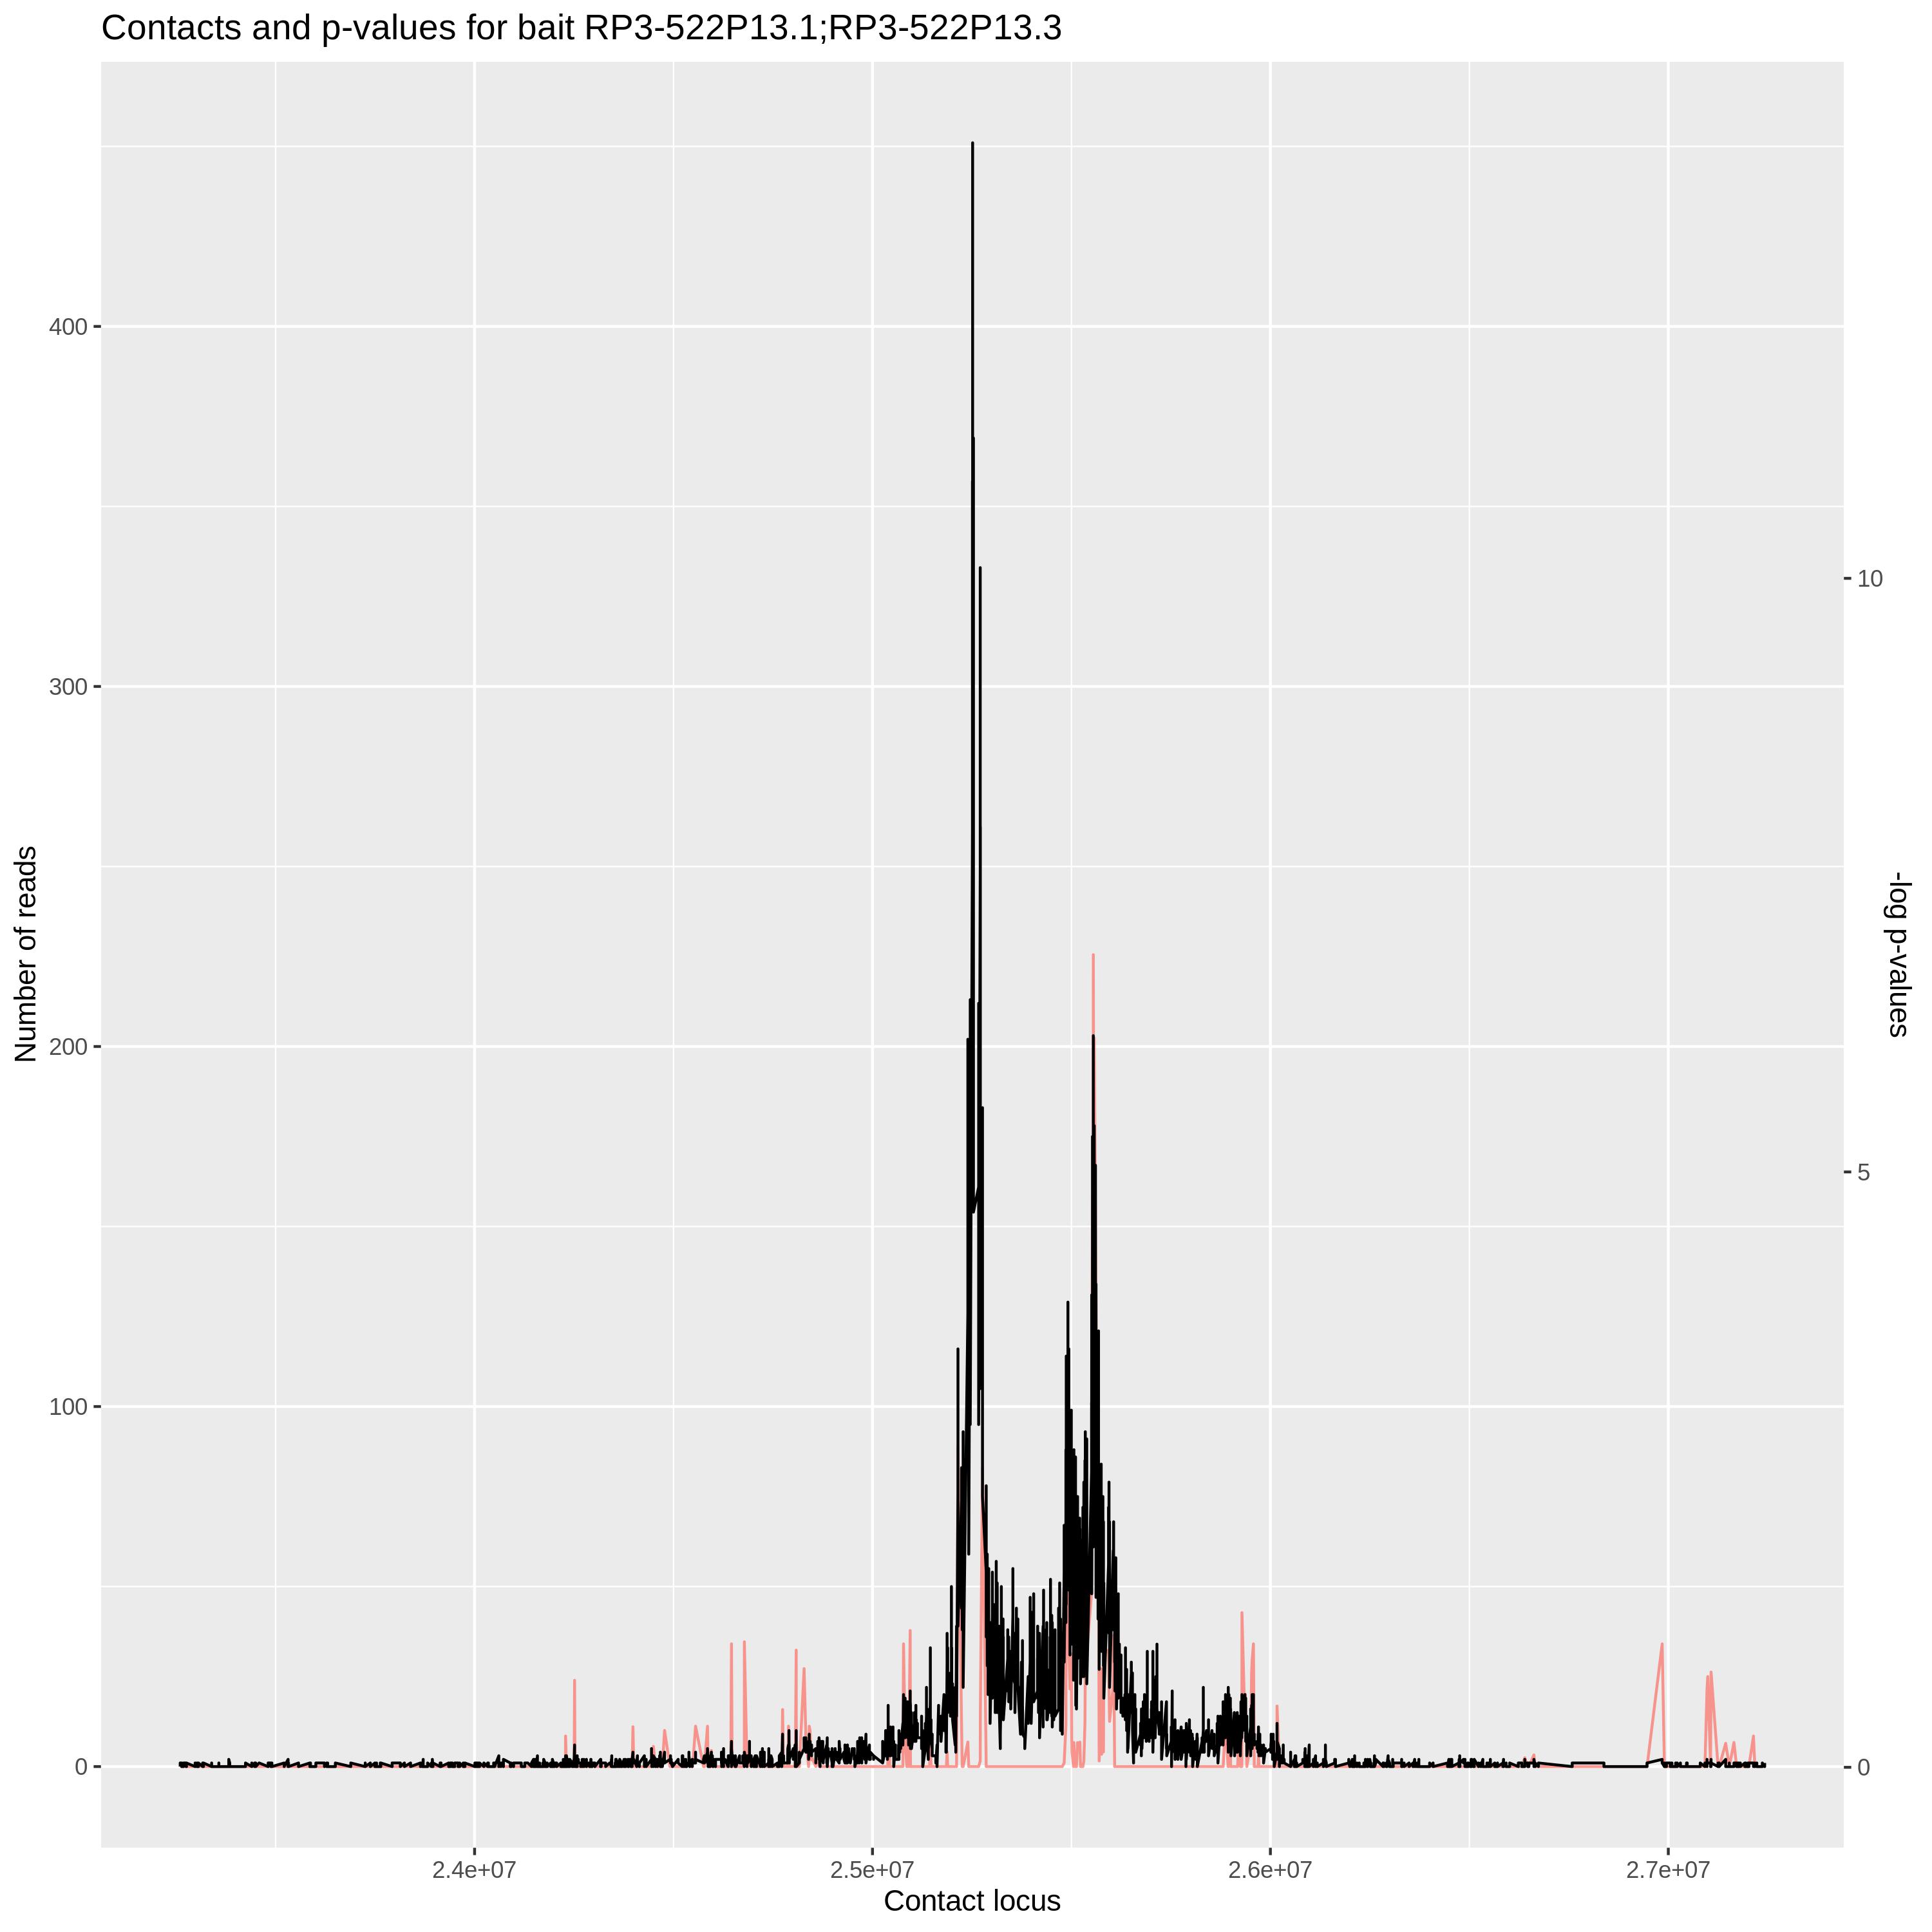 Contacts and p-values for bait RP3-522P13.1;RP3-522P13.3
400
300
200
100
0
10
5
0
Number of reads
-log p-values
2.4e+07 2.5e+07 2.6e+07 2.7e+07
Contact locus